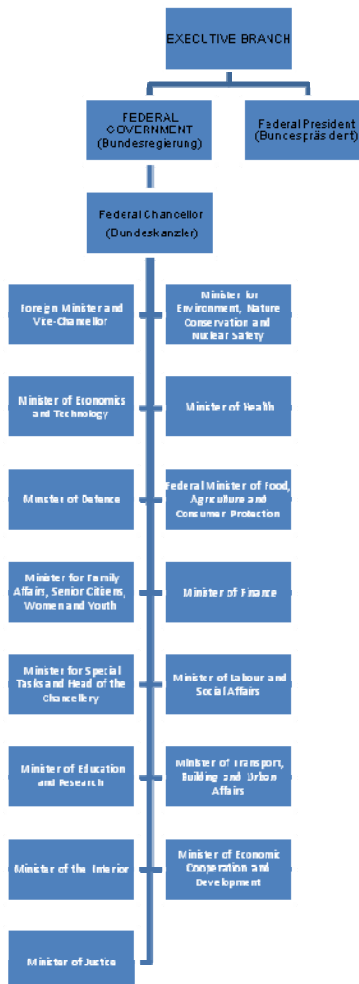 EXECUTIVE BRANCH
FEDERAL
GOVERNMENT
(Bundesregierung)
Federal President
(Bundespräsident)
Federal Chancellor
(Bundeskanzler)
Foreign Minister and
Vice-Chancellor
Minister for
Environment, Nature
Conservation and
Nuclear Safety
Minister of Economics
and Technology
Minister of Health
Minister of Defence
Federal Minister of Food,
Agriculture and
Consumer Protection
Minister for Family
Affairs, Senior Citizens,
Women and Youth
Minister of Finance
Minister for Special
Tasks and Head of the
Chancellery
Minister of Labour and
Social Affairs
Minister of Education
and Research
Minister of Transport,
Building and Urban
Affairs
Minister of the Interior
Minister of Economic
Cooperation and
Development
Minister of Justice